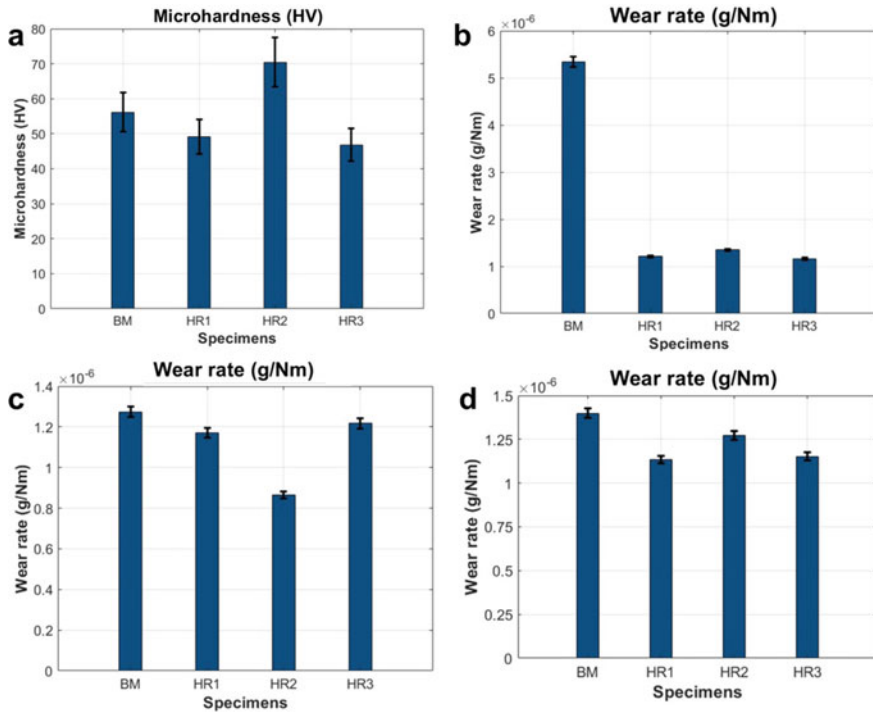 a
Microhardness (HV)
Microhardness (HV)
80
70
60
50
40
30
20
10
0
BM HR1 HR2 HR3
Specimens
b
Wear rate (g/Nm)
×10⁻⁶
Wear rate (g/Nm)
6
5
4
3
2
1
0
BM HR1 HR2 HR3
Specimens
c
Wear rate (g/Nm)
×10⁻⁶
Wear rate (g/Nm)
1.4
1.2
1
0.8
0.6
0.4
0.2
0
BM HR1 HR2 HR3
Specimens
d
Wear rate (g/Nm)
×10⁻⁶
Wear rate (g/Nm)
1.5
1.25
1
0.75
0.5
0.25
0
BM HR1 HR2 HR3
Specimens